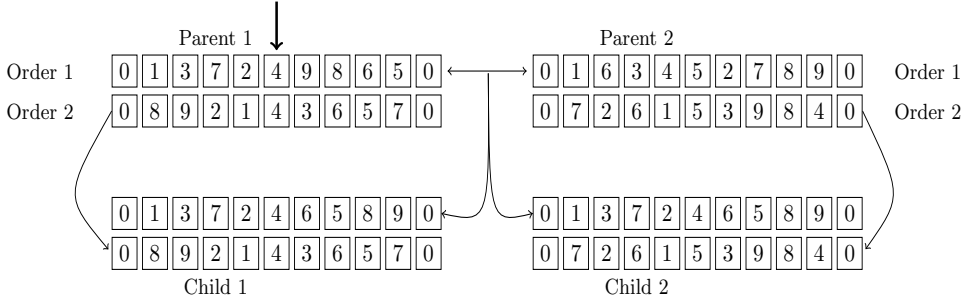 Parent 1 Parent 2
Order 1 0 1 3 7 2 4 9 8 6 5 0 0 1 6 3 4 5 2 7 8 9 0 Order 1
Order 2 0 8 9 2 1 4 3 6 5 7 0 0 7 2 6 1 5 3 9 8 4 0 Order 2
0 1 3 7 2 4 6 5 8 9 0 0 1 3 7 2 4 6 5 8 9 0
0 8 9 2 1 4 3 6 5 7 0 0 7 2 6 1 5 3 9 8 4 0
Child 1 Child 2